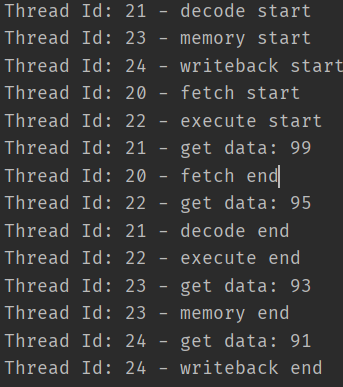 Thread Id: 21 - decode start
Thread Id: 23 - memory start
Thread Id: 24 - writeback start
Thread Id: 20 - fetch start
Thread Id: 22 - execute start
Thread Id: 21 - get data: 99
Thread Id: 20 - fetch end
Thread Id: 22 - get data: 95
Thread Id: 21 - decode end
Thread Id: 22 - execute end
Thread Id: 23 - get data: 93
Thread Id: 23 - memory end
Thread Id: 24 - get data: 91
Thread Id: 24 - writeback end